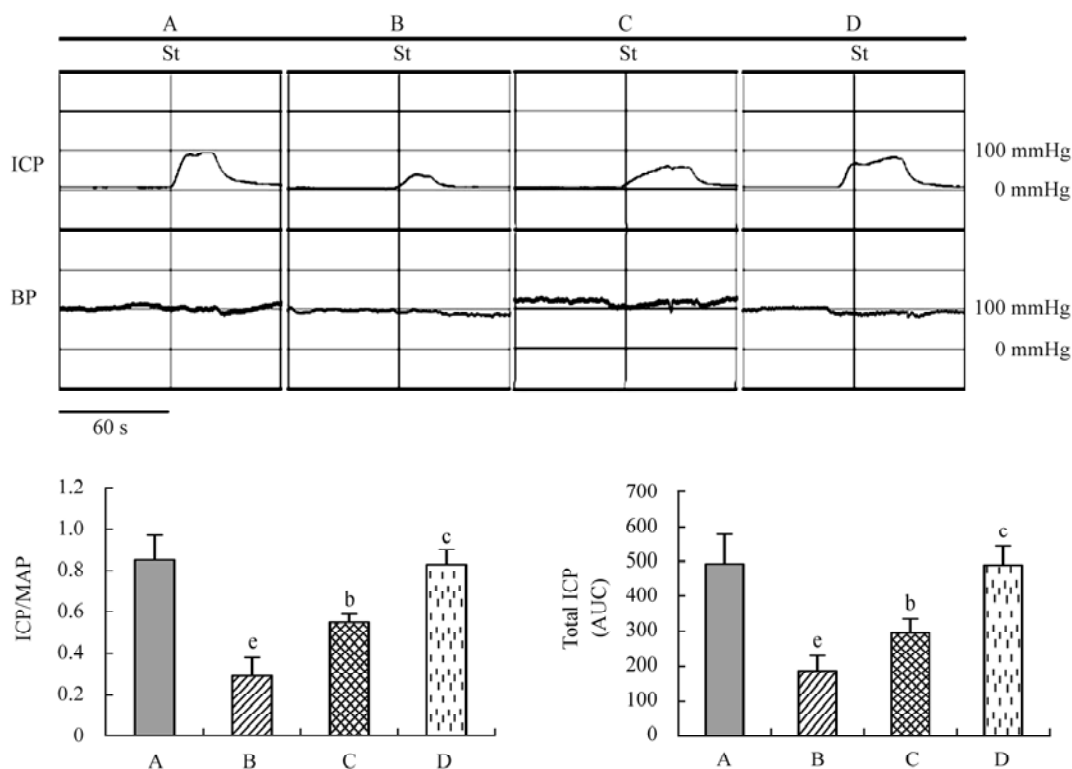 A B C D
St St St St
ICP
100 mmHg
0 mmHg
BP
100 mmHg
0 mmHg
60 s
ICP/MAP
1.2
1.0
0.8
0.6
0.4
0.2
0
e
b
c
A B C D
Total ICP
(AUC)
700
600
500
400
300
200
100
0
e
b
c
A B C D